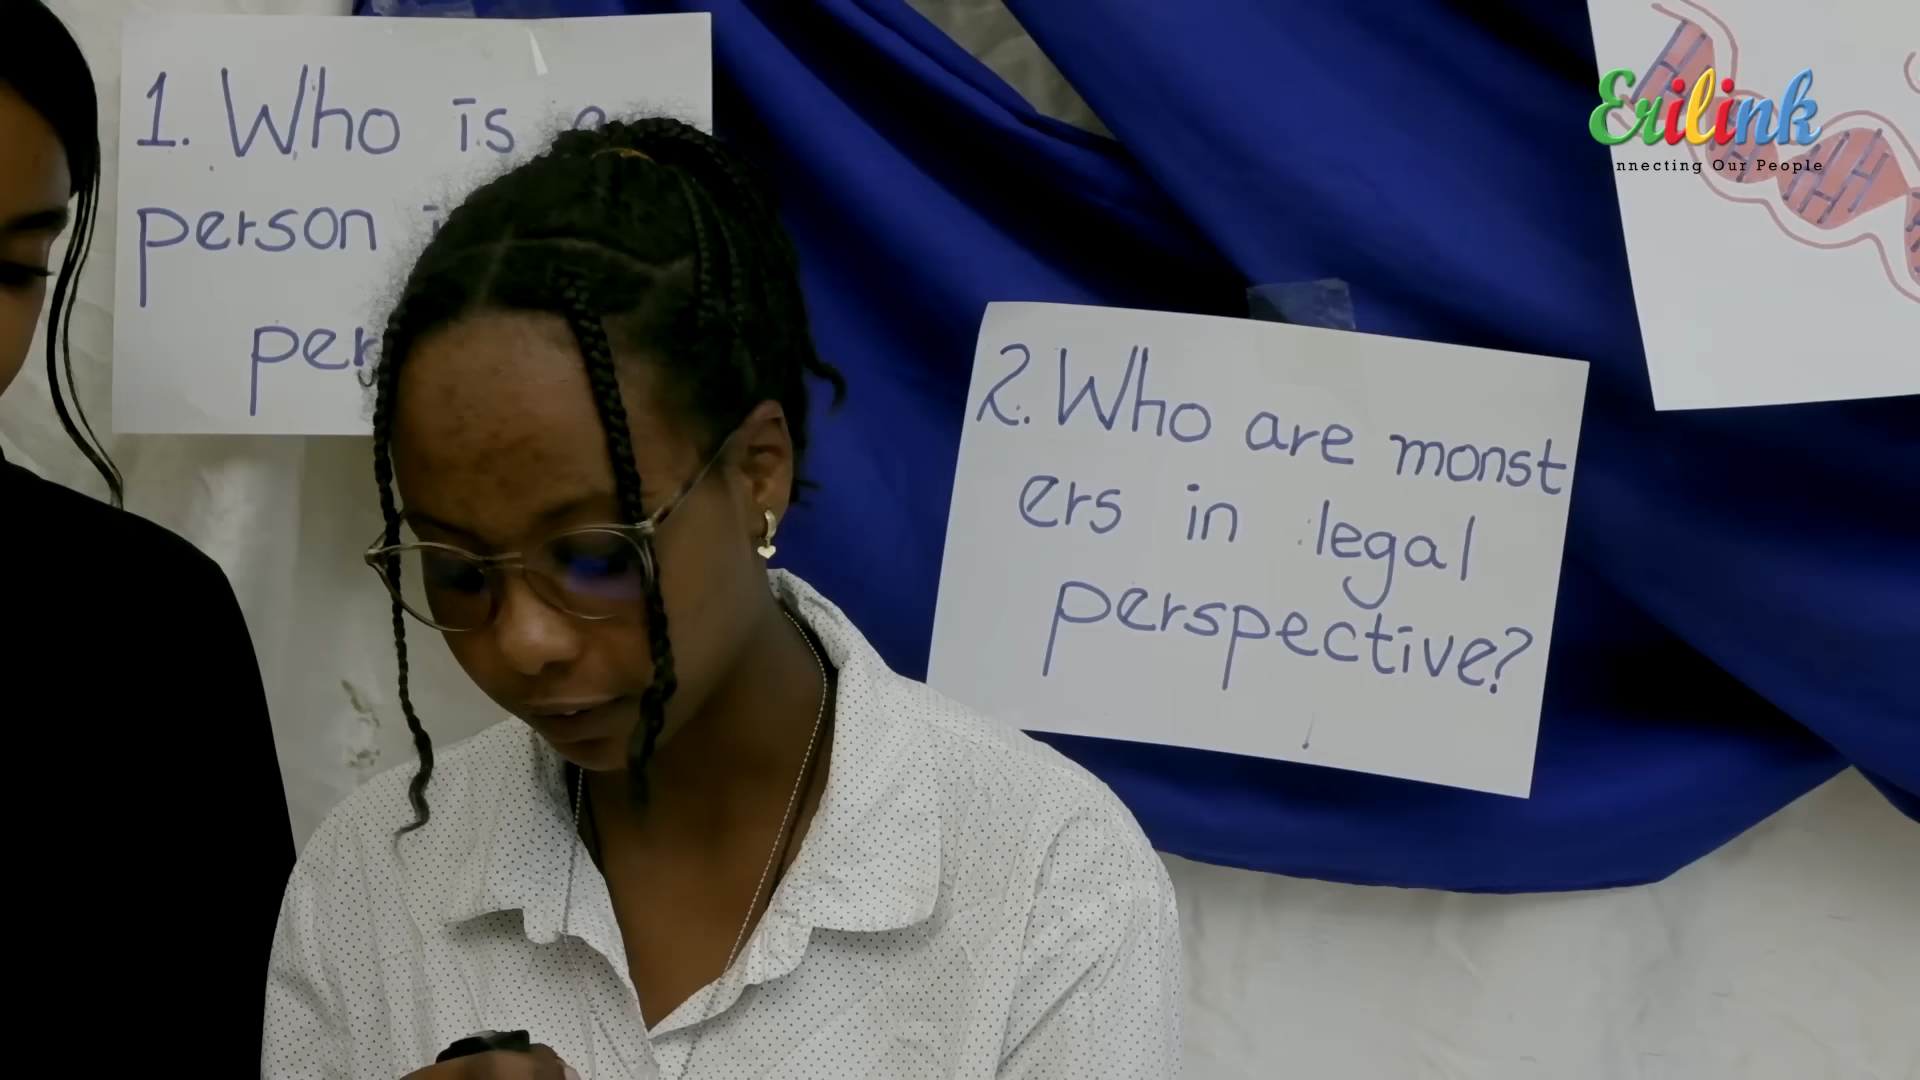 1. Who is a
person
per
2. Who are monst
ers in legal
perspective?
Erilink
nnecting Our People